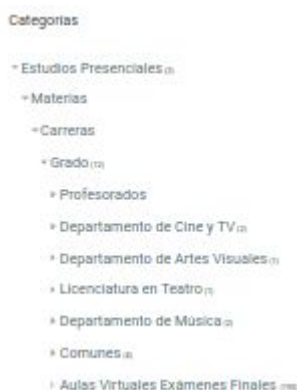 Categorías
Estudios Presenciales
Materias
Carreras
Grado (12)
Profesorados
Departamento de Cine y TV
Departamento de Artes Visuales
Licenciatura en Teatro
Departamento de Música
Comunes
Aulas Virtuales Exámenes Finales